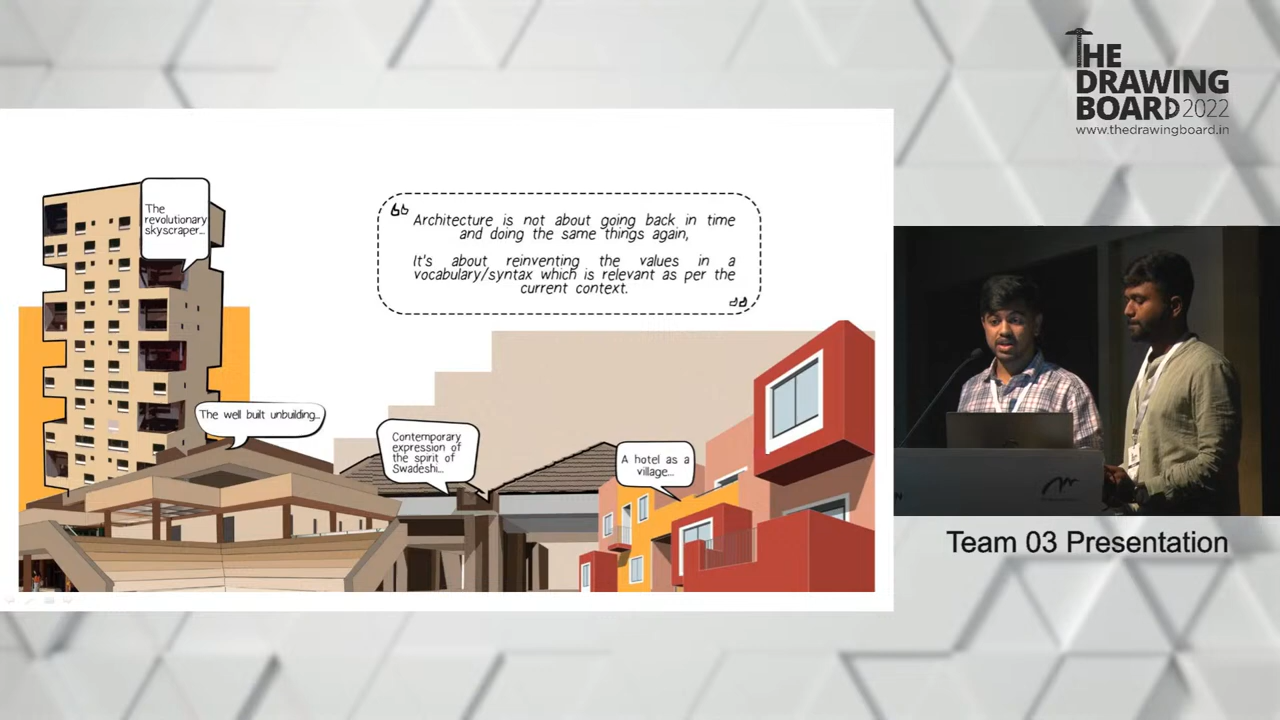 THE
DRAWING
BOARD 2022
www.thedrawingboard.in
The
revolutionary
skyscraper...
Architecture is not about going back in time
and doing the same things again,
It's about reinventing the values in a
vocabulary/syntax which is relevant as per the
current context.
The well built unbuilding...
Contemporary
expression of
the spirit of
Swadeshi...
A hotel as a
village...
Team 03 Presentation